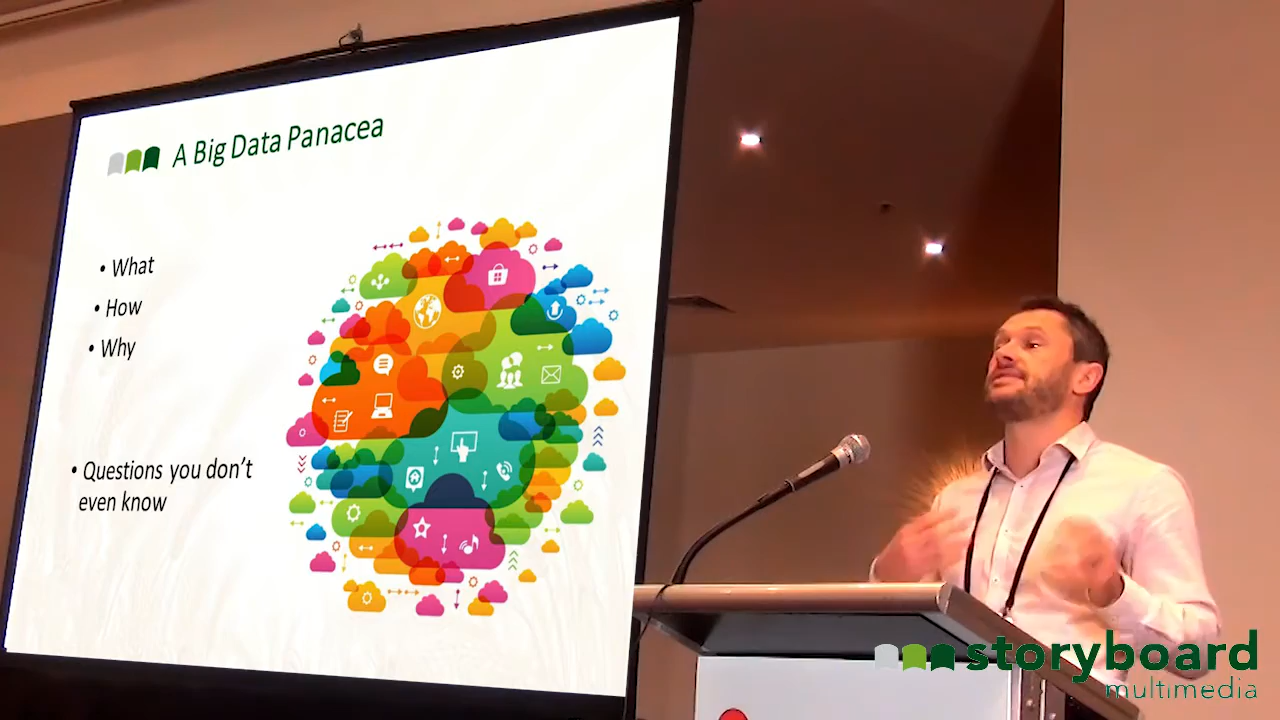 A Big Data Panacea
• What
• How
• Why
• Questions you don't
even know
storyboard
multimedia